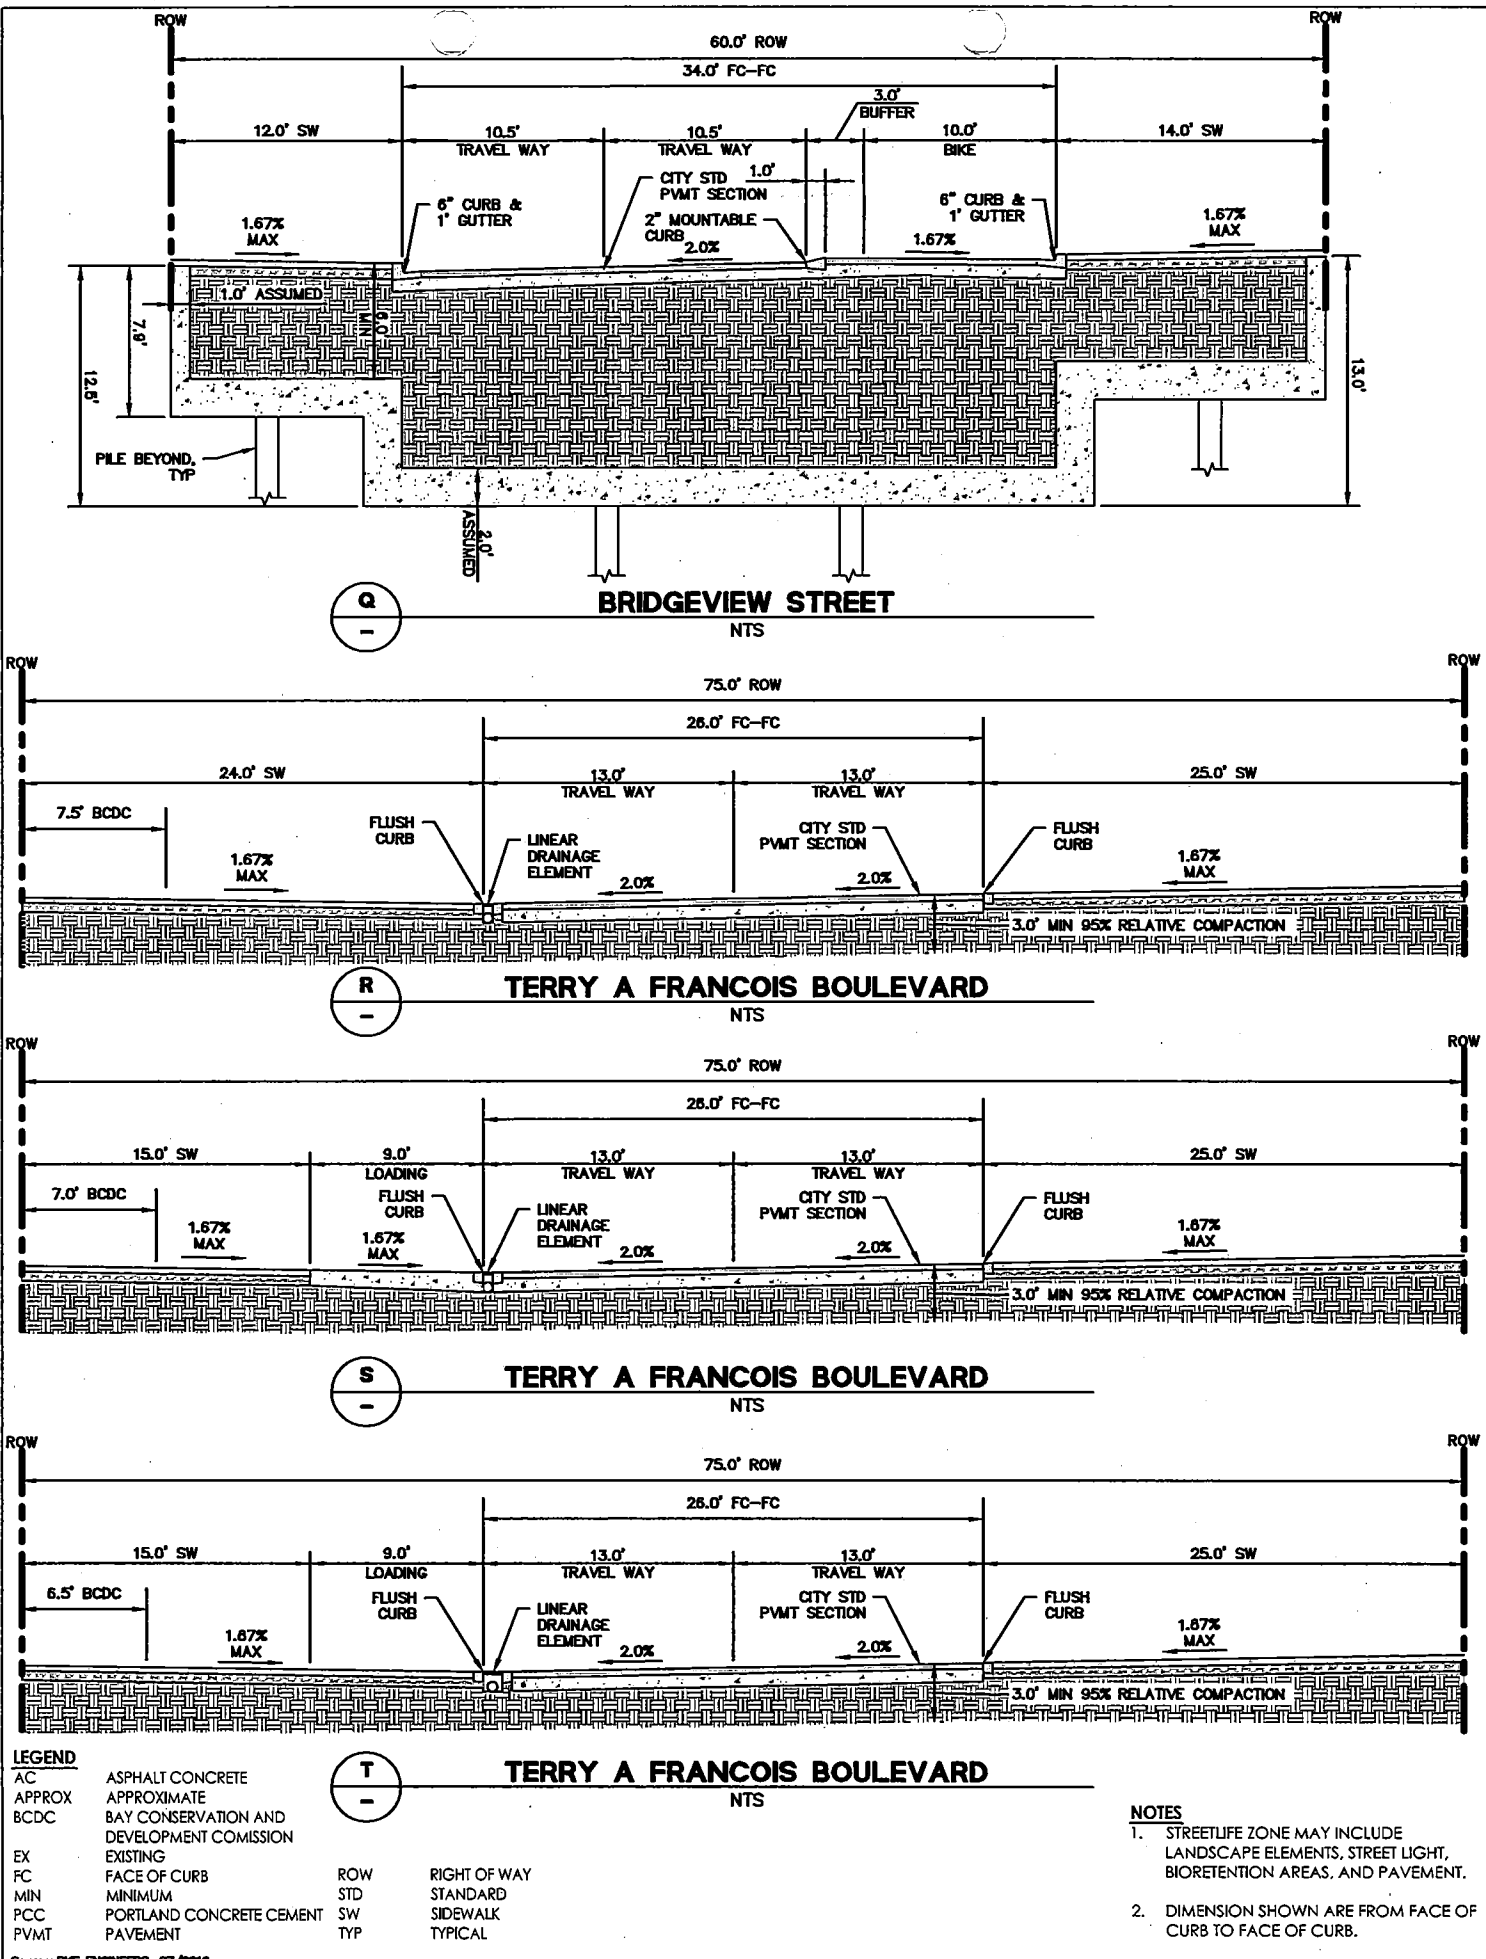 ROW
ROW
60.0' ROW
34.0' FC-FC
3.0'
BUFFER
12.0' SW
10.5'
TRAVEL WAY
10.5'
TRAVEL WAY
10.0'
BIKE
14.0' SW
CITY STD
PVMT SECTION
1.0'
6" CURB &
1' GUTTER
2" MOUNTABLE
CURB
6" CURB &
1' GUTTER
1.67%
MAX
2.0%
1.67%
1.67%
MAX
1.0' ASSUMED
6.0'
MIN
7.9'
12.6'
13.0'
PILE BEYOND,
TYP
2.0'
ASSUMED
Q
-
BRIDGEVIEW STREET
NTS
ROW
ROW
75.0' ROW
26.0' FC-FC
24.0' SW
13.0'
TRAVEL WAY
13.0'
TRAVEL WAY
25.0' SW
7.5' BCDC
FLUSH
CURB
LINEAR
DRAINAGE
ELEMENT
CITY STD
PVMT SECTION
FLUSH
CURB
1.67%
MAX
2.0%
2.0%
1.67%
MAX
3.0' MIN 95% RELATIVE COMPACTION
R
-
TERRY A FRANCOIS BOULEVARD
NTS
ROW
ROW
75.0' ROW
26.0' FC-FC
15.0' SW
9.0'
LOADING
13.0'
TRAVEL WAY
13.0'
TRAVEL WAY
25.0' SW
7.0' BCDC
FLUSH
CURB
LINEAR
DRAINAGE
ELEMENT
CITY STD
PVMT SECTION
FLUSH
CURB
1.67%
MAX
1.67%
MAX
2.0%
2.0%
1.67%
MAX
3.0' MIN 95% RELATIVE COMPACTION
S
-
TERRY A FRANCOIS BOULEVARD
NTS
ROW
ROW
75.0' ROW
26.0' FC-FC
15.0' SW
9.0'
LOADING
13.0'
TRAVEL WAY
13.0'
TRAVEL WAY
25.0' SW
6.5' BCDC
FLUSH
CURB
LINEAR
DRAINAGE
ELEMENT
CITY STD
PVMT SECTION
FLUSH
CURB
1.67%
MAX
2.0%
2.0%
1.67%
MAX
3.0' MIN 95% RELATIVE COMPACTION
T
-
TERRY A FRANCOIS BOULEVARD
NTS
LEGEND
AC ASPHALT CONCRETE
APPROX APPROXIMATE
BCDC BAY CONSERVATION AND
DEVELOPMENT COMISSION
EX EXISTING
FC FACE OF CURB
MIN MINIMUM
PCC PORTLAND CONCRETE CEMENT
PVMT PAVEMENT
ROW RIGHT OF WAY
STD STANDARD
SW SIDEWALK
TYP TYPICAL
NOTES
1. STREETLIFE ZONE MAY INCLUDE
LANDSCAPE ELEMENTS, STREET LIGHT,
BIORETENTION AREAS, AND PAVEMENT.
2. DIMENSION SHOWN ARE FROM FACE OF
CURB TO FACE OF CURB.